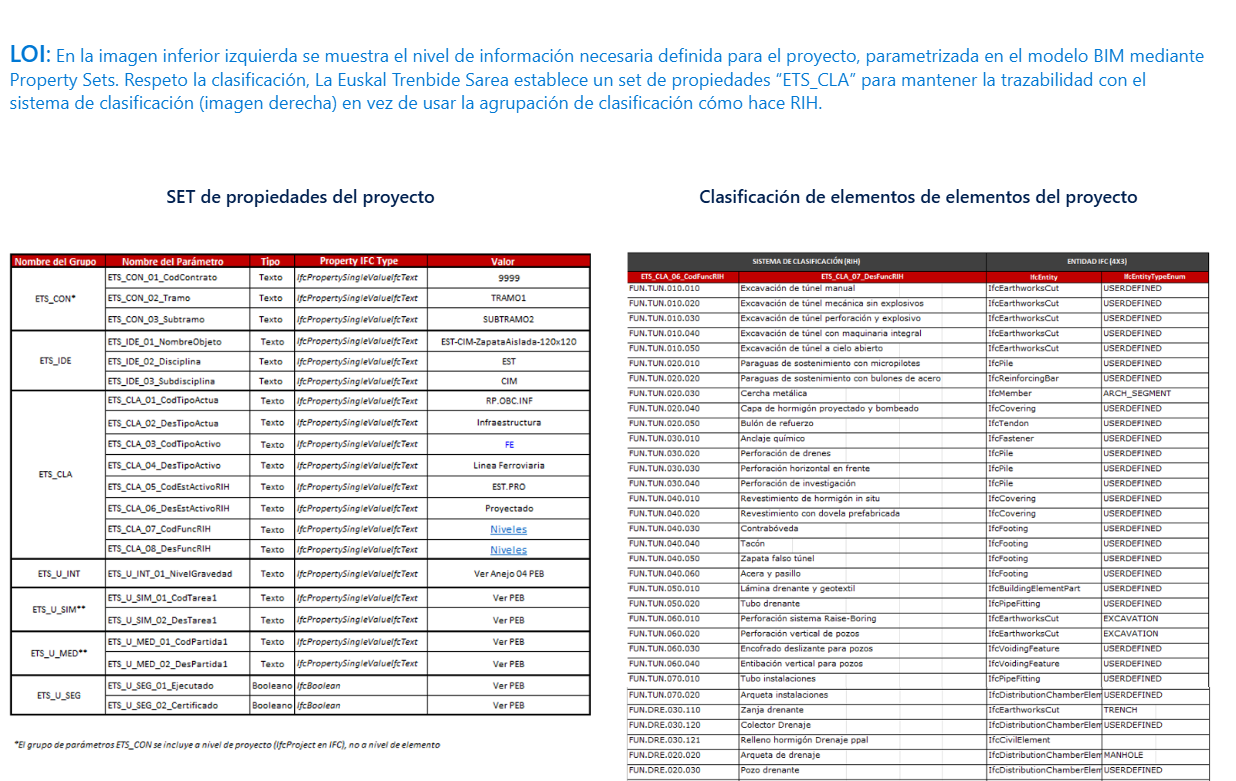 LOI: En la imagen inferior izquierda se muestra el nivel de información necesaria definida para el proyecto, parametrizada en el modelo BIM mediante
Property Sets. Respeto la clasificación, La Euskal Trenbide Sarea establece un set de propiedades “ETS_CLA” para mantener la trazabilidad con el
sistema de clasificación (imagen derecha) en vez de usar la agrupación de clasificación cómo hace RIH.
SET de propiedades del proyecto
Nombre del Grupo Nombre del Parámetro Tipo Property IFC Type Valor
ETS_CON*
ETS_CON_01_CodContrato Texto IfcPropertySingleValueIfcText 9999
ETS_CON_02_Tramo Texto IfcPropertySingleValueIfcText TRAMO1
ETS_CON_03_Subtramo Texto IfcPropertySingleValueIfcText SUBTRAMO2
ETS_IDE
ETS_IDE_01_NombreObjeto Texto IfcPropertySingleValueIfcText EST-CIM-ZapataAislada-120x120
ETS_IDE_02_Disciplina Texto IfcPropertySingleValueIfcText EST
ETS_IDE_03_Subdisciplina Texto IfcPropertySingleValueIfcText CIM
ETS_CLA
ETS_CLA_01_CodTipoActua Texto IfcPropertySingleValueIfcText RP.OBC.INF
ETS_CLA_02_DesTipoActua Texto IfcPropertySingleValueIfcText Infraestructura
ETS_CLA_03_CodTipoActivo Texto IfcPropertySingleValueIfcText FE
ETS_CLA_04_DesTipoActivo Texto IfcPropertySingleValueIfcText Linea Ferroviaria
ETS_CLA_05_CodEstActivoRIH Texto IfcPropertySingleValueIfcText EST.PRO
ETS_CLA_06_DesEstActivoRIH Texto IfcPropertySingleValueIfcText Proyectado
ETS_CLA_07_CodFuncRIH Texto IfcPropertySingleValueIfcText Niveles
ETS_CLA_08_DesFuncRIH Texto IfcPropertySingleValueIfcText Niveles
ETS_U_INT ETS_U_INT_01_NivelGravedad Texto IfcPropertySingleValueIfcText Ver Anejo 04 PEB
ETS_U_SIM**
ETS_U_SIM_01_CodTarea1 Texto IfcPropertySingleValueIfcText Ver PEB
ETS_U_SIM_02_DesTarea1 Texto IfcPropertySingleValueIfcText Ver PEB
ETS_U_MED**
ETS_U_MED_01_CodPartida1 Texto IfcPropertySingleValueIfcText Ver PEB
ETS_U_MED_02_DesPartida1 Texto IfcPropertySingleValueIfcText Ver PEB
ETS_U_SEG
ETS_U_SEG_01_Ejecutado Booleano IfcBoolean Ver PEB
ETS_U_SEG_02_Certificado Booleano IfcBoolean Ver PEB
*El grupo de parámetros ETS_CON se incluye a nivel de proyecto (IfcProject en IFC), no a nivel de elemento
Clasificación de elementos de elementos del proyecto
SISTEMA DE CLASIFICACIÓN (RIH) ENTIDAD IFC (4X3)
ETS_CLA_06_CodFuncRIH ETS_CLA_07_DesFuncRIH IfcEntity IfcEntityTypeEnum
FUN.TUN.010.010 Excavación de túnel manual IfcEarthworksCut USERDEFINED
FUN.TUN.010.020 Excavación de túnel mecánica sin explosivos IfcEarthworksCut USERDEFINED
FUN.TUN.010.030 Excavación de túnel perforación y explosivo IfcEarthworksCut USERDEFINED
FUN.TUN.010.040 Excavación de túnel con maquinaria integral IfcEarthworksCut USERDEFINED
FUN.TUN.010.050 Excavación de túnel a cielo abierto IfcEarthworksCut USERDEFINED
FUN.TUN.020.010 Paraguas de sostenimiento con micropilotes IfcPile USERDEFINED
FUN.TUN.020.020 Paraguas de sostenimiento con bulones de acero IfcReinforcingBar USERDEFINED
FUN.TUN.020.030 Cercha metálica IfcMember ARCH_SEGMENT
FUN.TUN.020.040 Capa de hormigón proyectado y bombeado IfcCovering USERDEFINED
FUN.TUN.020.050 Bulón de refuerzo IfcTendon USERDEFINED
FUN.TUN.030.010 Anclaje químico IfcFastener USERDEFINED
FUN.TUN.030.020 Perforación de drenes IfcPile USERDEFINED
FUN.TUN.030.030 Perforación horizontal en frente IfcPile USERDEFINED
FUN.TUN.030.040 Perforación de investigación IfcPile USERDEFINED
FUN.TUN.040.010 Revestimiento de hormigón in situ IfcCovering USERDEFINED
FUN.TUN.040.020 Revestimiento con dovela prefabricada IfcCovering USERDEFINED
FUN.TUN.040.030 Contrabóveda IfcFooting USERDEFINED
FUN.TUN.040.040 Tacón IfcFooting USERDEFINED
FUN.TUN.040.050 Zapata falso túnel IfcFooting USERDEFINED
FUN.TUN.040.060 Acera y pasillo IfcFooting USERDEFINED
FUN.TUN.050.010 Lámina drenante y geotextil IfcBuildingElementPart USERDEFINED
FUN.TUN.050.020 Tubo drenante IfcPipeFitting USERDEFINED
FUN.TUN.060.010 Perforación sistema Raise-Boring IfcEarthworksCut EXCAVATION
FUN.TUN.060.020 Perforación vertical de pozos IfcEarthworksCut EXCAVATION
FUN.TUN.060.030 Encofrado deslizante para pozos IfcVoidingFeature USERDEFINED
FUN.TUN.060.040 Entibación vertical para pozos IfcVoidingFeature USERDEFINED
FUN.TUN.070.010 Tubo instalaciones IfcPipeFitting USERDEFINED
FUN.TUN.070.020 Arqueta instalaciones IfcDistributionChamberElem USERDEFINED
FUN.DRE.030.110 Zanja drenante IfcEarthworksCut TRENCH
FUN.DRE.030.120 Colector Drenaje IfcDistributionChamberElem USERDEFINED
FUN.DRE.030.121 Relleno hormigón Drenaje ppal IfcCivilElement
FUN.DRE.020.020 Arqueta de drenaje IfcDistributionChamberElem MANHOLE
FUN.DRE.020.030 Pozo drenante IfcDistributionChamberElem USERDEFINED